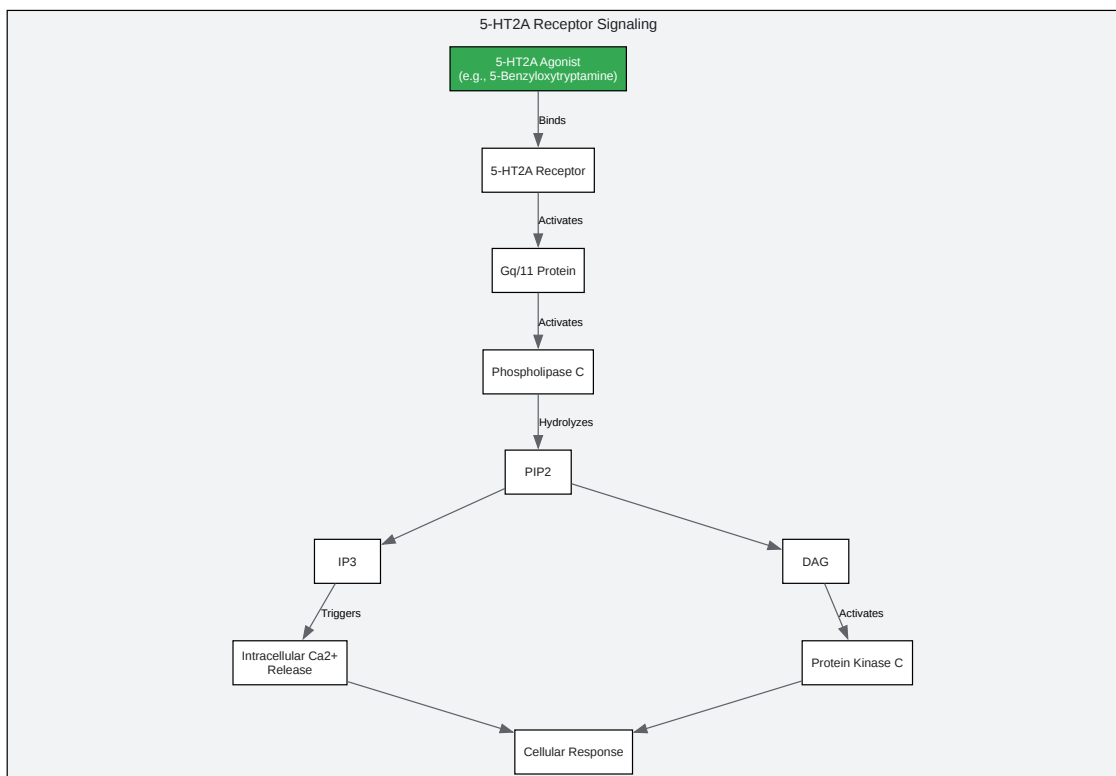 5-HT2A Receptor Signaling
5-HT2A Agonist
(e.g., 5-Benzyloxytryptamine)
Binds
5-HT2A Receptor
Activates
Gq/11 Protein
Activates
Phospholipase C
Hydrolyzes
PIP2
IP3
DAG
Triggers
Activates
Intracellular Ca2+
Release
Protein Kinase C
Cellular Response